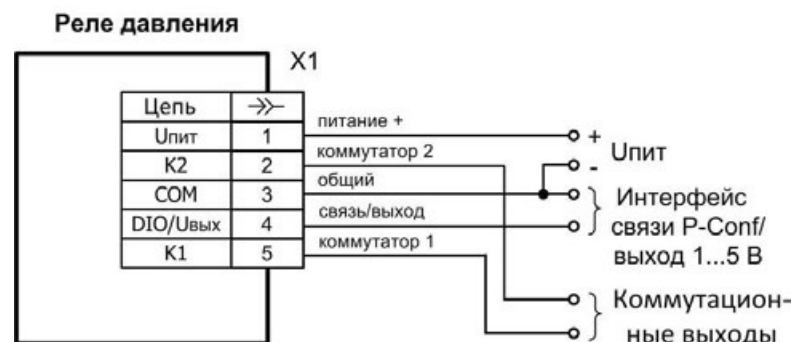 Реле давления
X1
Цепь
Uпит 1
K2 2
COM 3
DIO/Uвых 4
K1 5
питание +
коммутатор 2
общий
связь/выход
коммутатор 1
+
-
Uпит
Интерфейс
связи P-Conf/
выход 1...5 В
Коммутацион-
ные выходы